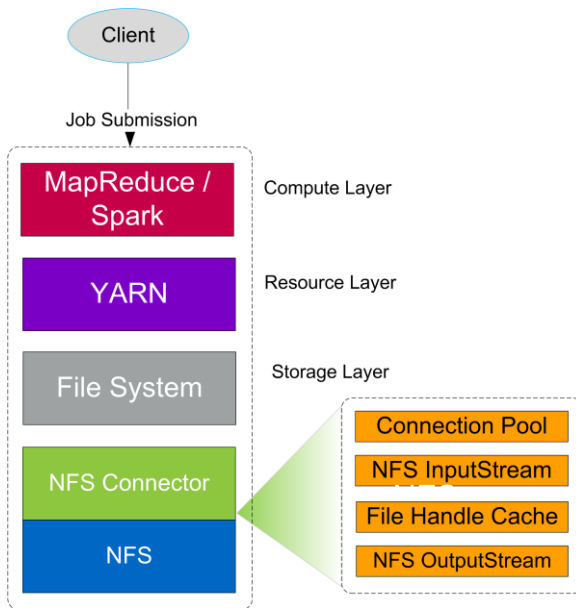 Client
Job Submission
MapReduce /
Spark
Compute Layer
YARN
Resource Layer
File System
Storage Layer
NFS Connector
NFS
Connection Pool
NFS InputStream
File Handle Cache
NFS OutputStream